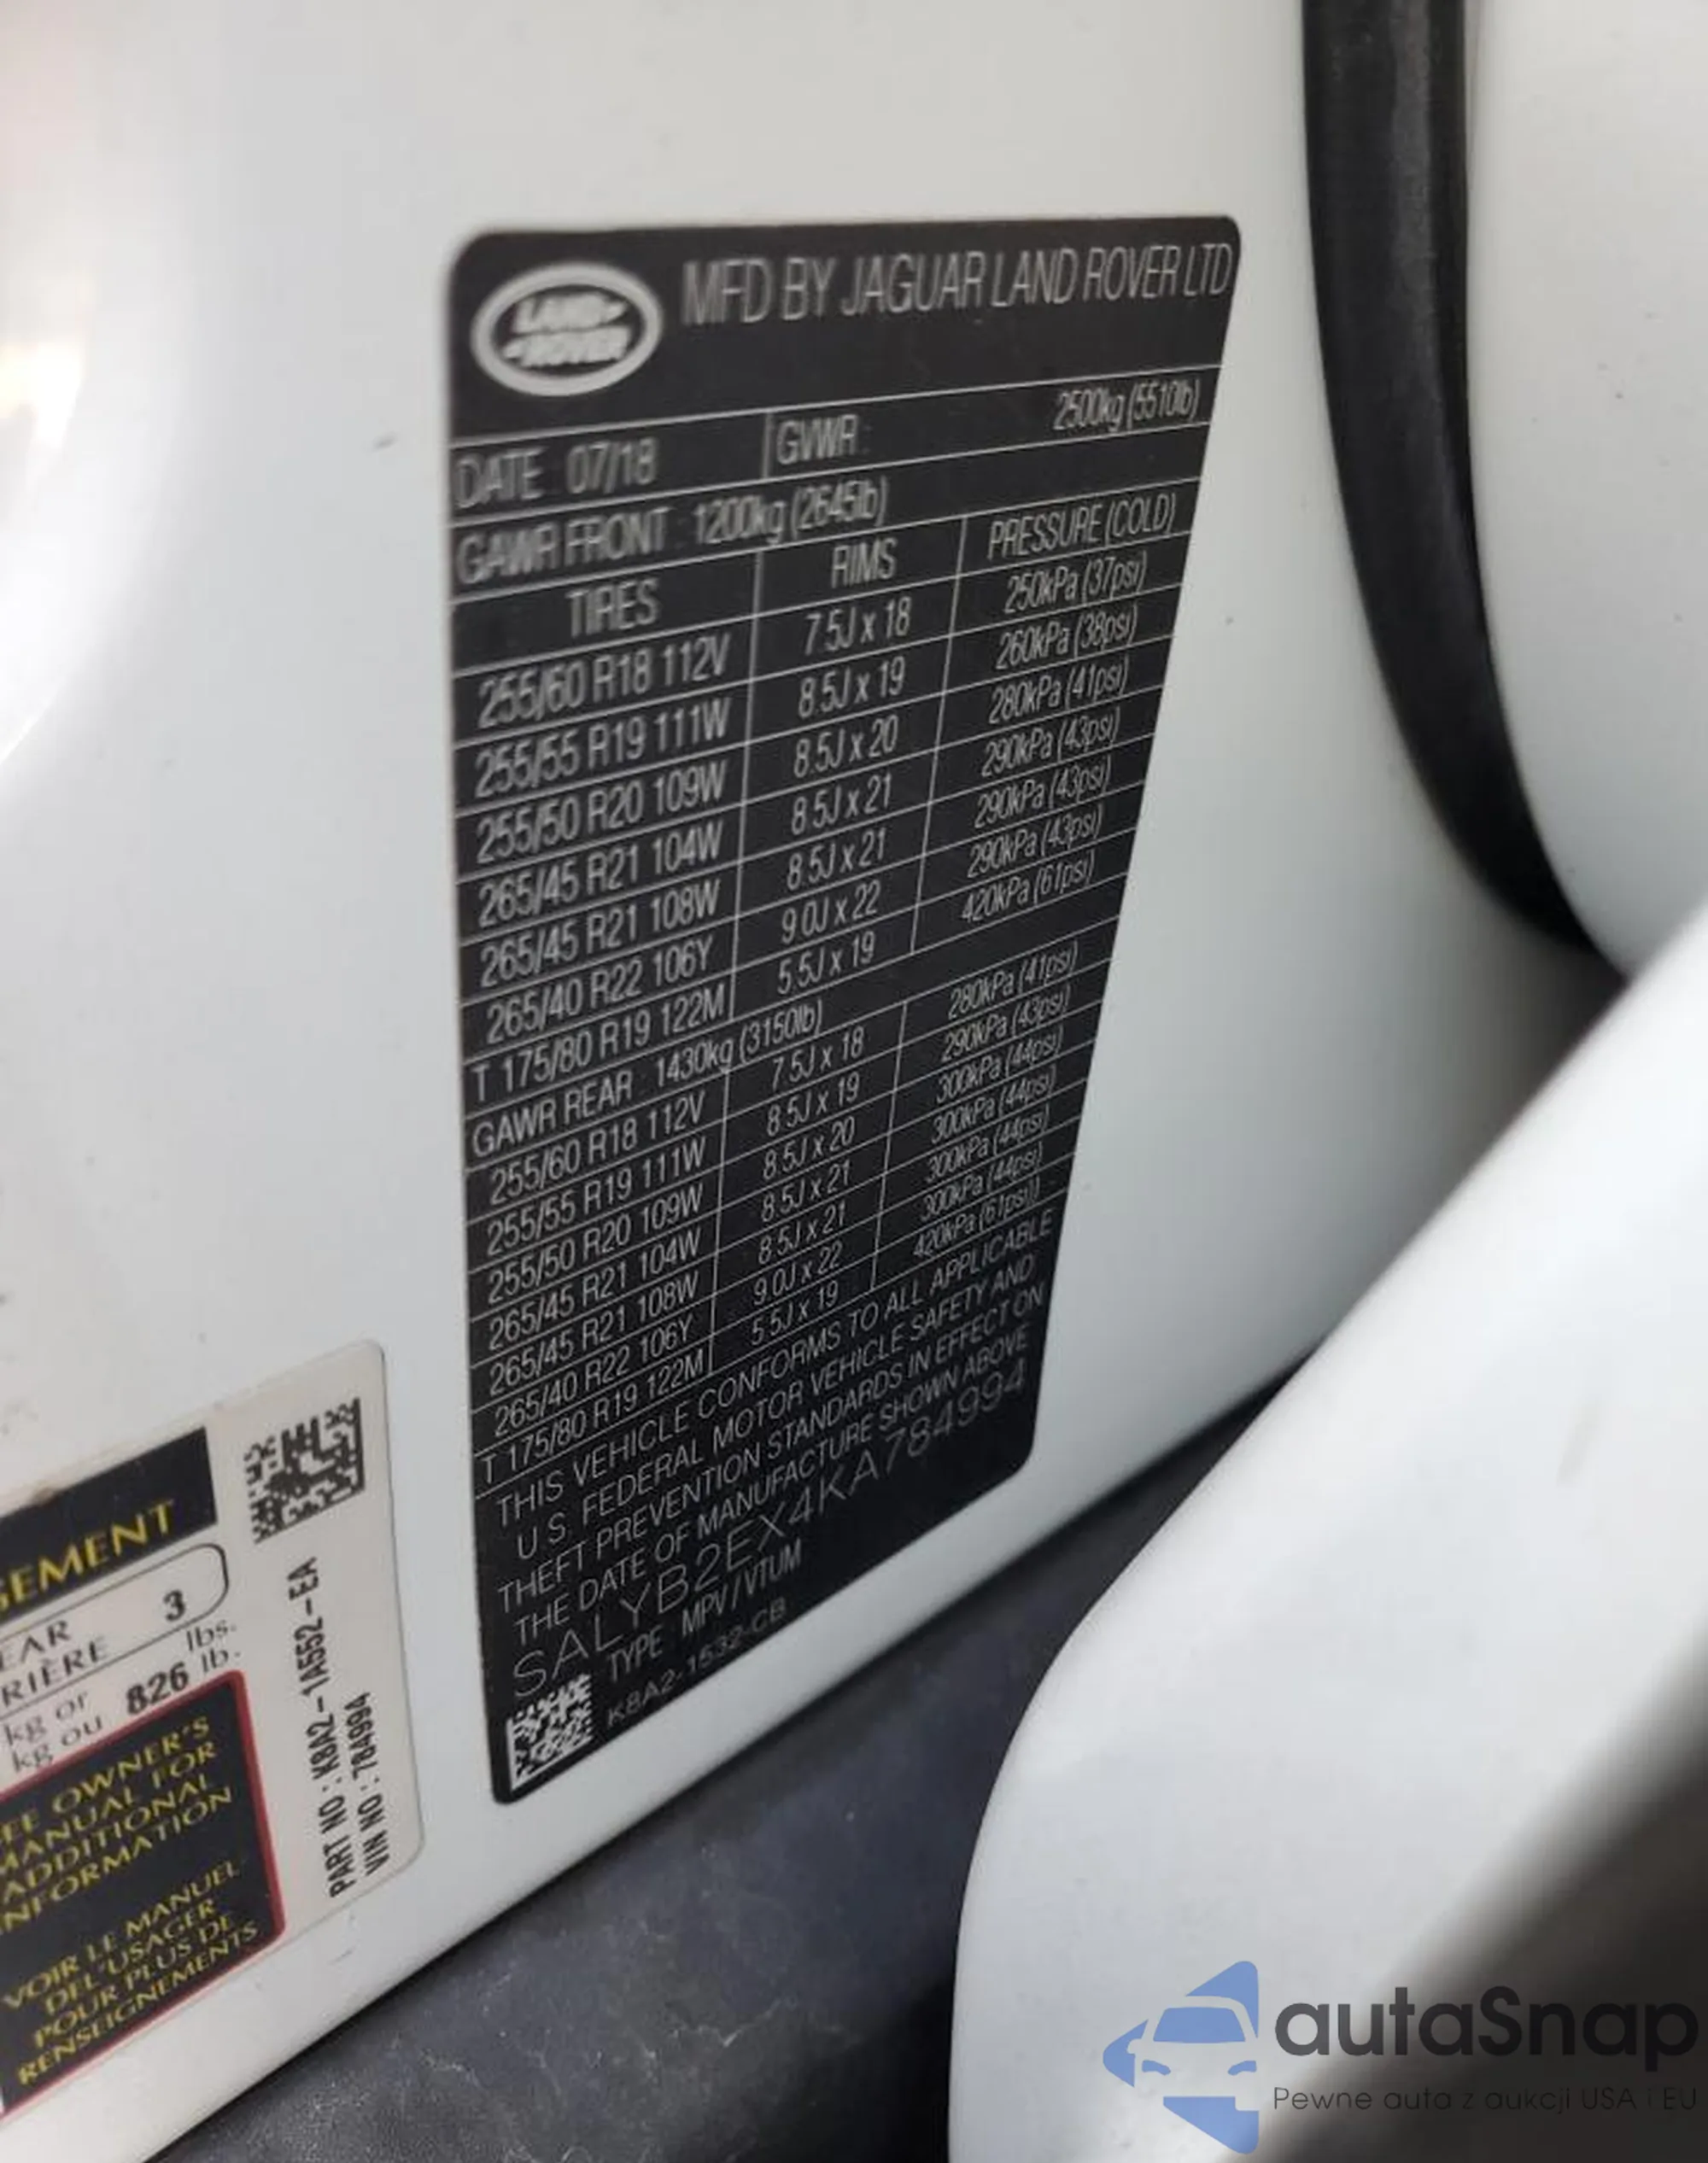 LAND
ROVER
MFD BY JAGUAR LAND ROVER LTD
DATE 07/18 GVWR: 2500kg (5510lb)
GAWR FRONT : 1200kg (2645lb)
TIRES RIMS PRESSURE (COLD)
255/60 R18 112V 7.5J x 18 250kPa (37psi)
255/55 R19 111W 8.5J x 19 260kPa (38psi)
255/50 R20 109W 8.5J x 20 280kPa (41psi)
265/45 R21 104W 8.5J x 21 290kPa (43psi)
265/45 R21 108W 8.5J x 21 290kPa (43psi)
265/40 R22 106Y 9.0J x 22 290kPa (43psi)
T 175/80 R19 122M 5.5J x 19 420kPa (61psi)
GAWR REAR : 1430kg (3150lb)
255/60 R18 112V 7.5J x 18 280kPa (41psi)
255/55 R19 111W 8.5J x 19 290kPa (43psi)
255/50 R20 109W 8.5J x 20 300kPa (44psi)
265/45 R21 104W 8.5J x 21 300kPa (44psi)
265/45 R21 108W 8.5J x 21 300kPa (44psi)
265/40 R22 106Y 9.0J x 22 300kPa (44psi)
T 175/80 R19 122M 5.5J x 19 420kPa (61psi)
THIS VEHICLE CONFORMS TO ALL APPLICABLE
U.S. FEDERAL MOTOR VEHICLE SAFETY AND
THEFT PREVENTION STANDARDS IN EFFECT ON
THE DATE OF MANUFACTURE SHOWN ABOVE
SALYB2EX4KA784994
TYPE MPV/VTUM
K8A2-1532-CB
GEMENT
EAR 3
RIÈRE
kg or lbs.
kg ou 826 lb.
EE OWNER'S
MANUAL FOR
ADDITIONAL
INFORMATION
VOIR LE MANUEL
DE L'USAGER
POUR PLUS DE
RENSEIGNEMENTS
PART NO : K8A2-1A552-EA
VIN NO : 784994
autaSnap
Pewne auta z aukcji USA i EU